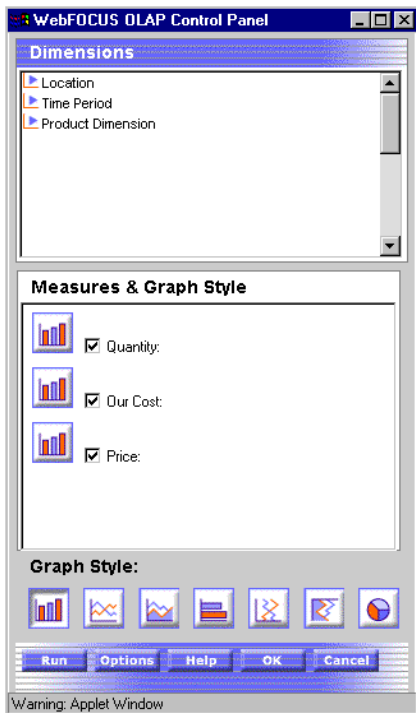 WebFOCUS OLAP Control Panel
Dimensions
Location
Time Period
Product Dimension
Measures & Graph Style
Quantity:
Our Cost:
Price:
Graph Style:
Run Options Help OK Cancel
Warning: Applet Window